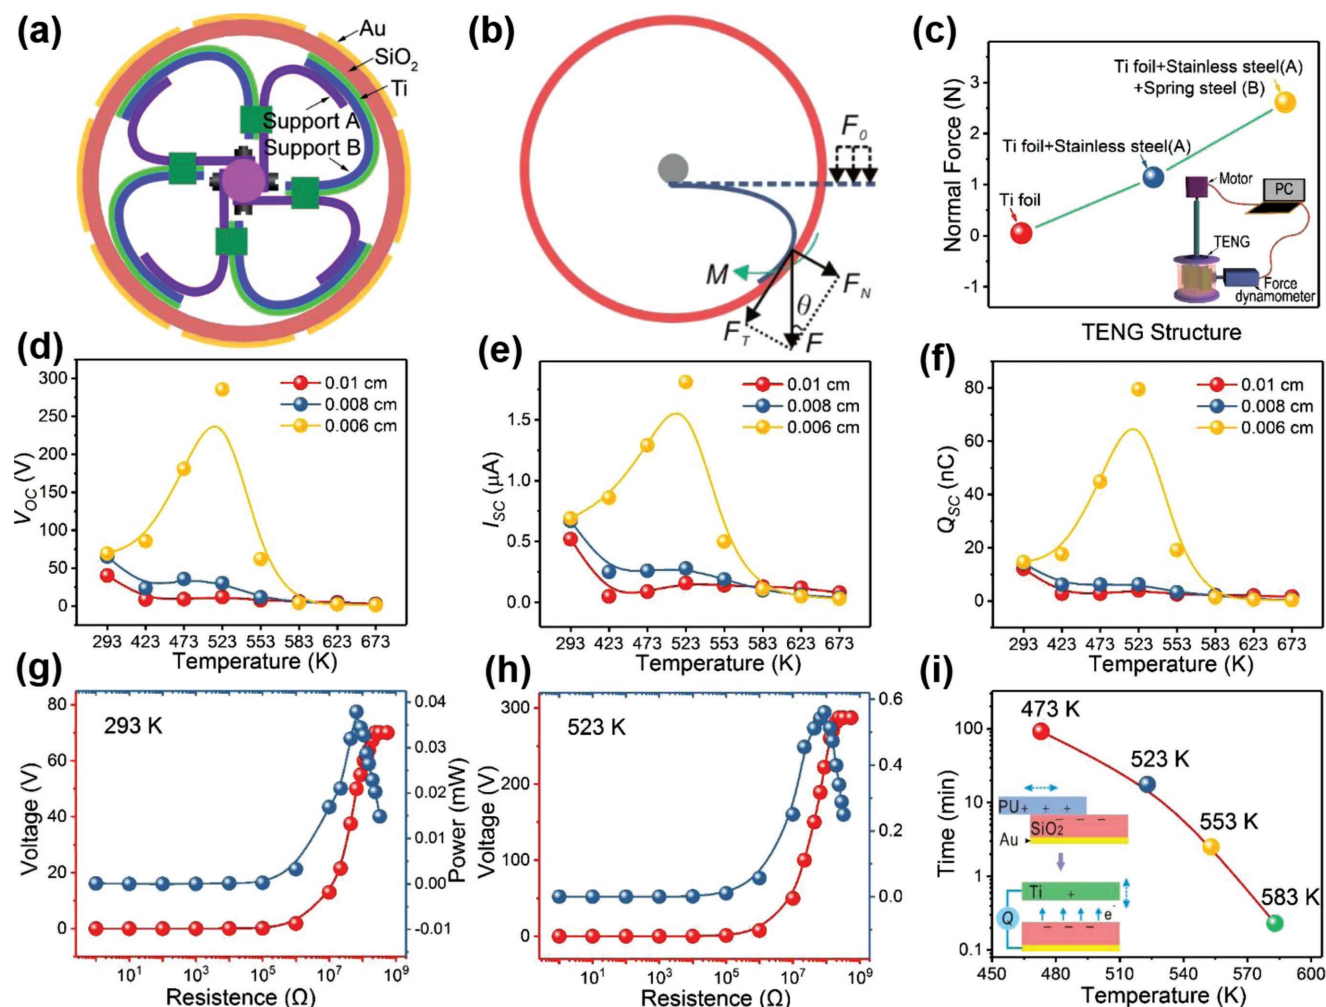 (a)
Au
SiO2
Ti
Support A
Support B
(b)
F0
M
FN
θ
FT
F
(c)
Normal Force (N)
3
2
1
0
-1
Ti foil+Stainless steel(A)
+Spring steel (B)
Ti foil+Stainless steel(A)
Ti foil
Motor
PC
TENG
Force
dynamometer
TENG Structure
(d)
VOC (V)
300
250
200
150
100
50
0
0.01 cm
0.008 cm
0.006 cm
293 423 473 523 553 583 623 673
Temperature (K)
(e)
ISC (μA)
1.5
1.0
0.5
0.0
0.01 cm
0.008 cm
0.006 cm
293 423 473 523 553 583 623 673
Temperature (K)
(f)
QSC (nC)
80
60
40
20
0
0.01 cm
0.008 cm
0.006 cm
293 423 473 523 553 583 623 673
Temperature (K)
(g)
293 K
Voltage (V)
80
60
40
20
0
Power (mW)
0.04
0.03
0.02
0.01
0.00
-0.01
10¹ 10³ 10⁵ 10⁷ 10⁹
Resistence (Ω)
(h)
523 K
Voltage (V)
300
200
100
0
0.6
0.4
0.2
0.0
10¹ 10³ 10⁵ 10⁷ 10⁹
Resistence (Ω)
(i)
Time (min)
100
10
1
0.1
473 K
523 K
553 K
583 K
PU + + +
− − −
SiO2
Au
Ti +
Q
e-
− − −
450 480 510 540 570 600
Temperature (K)